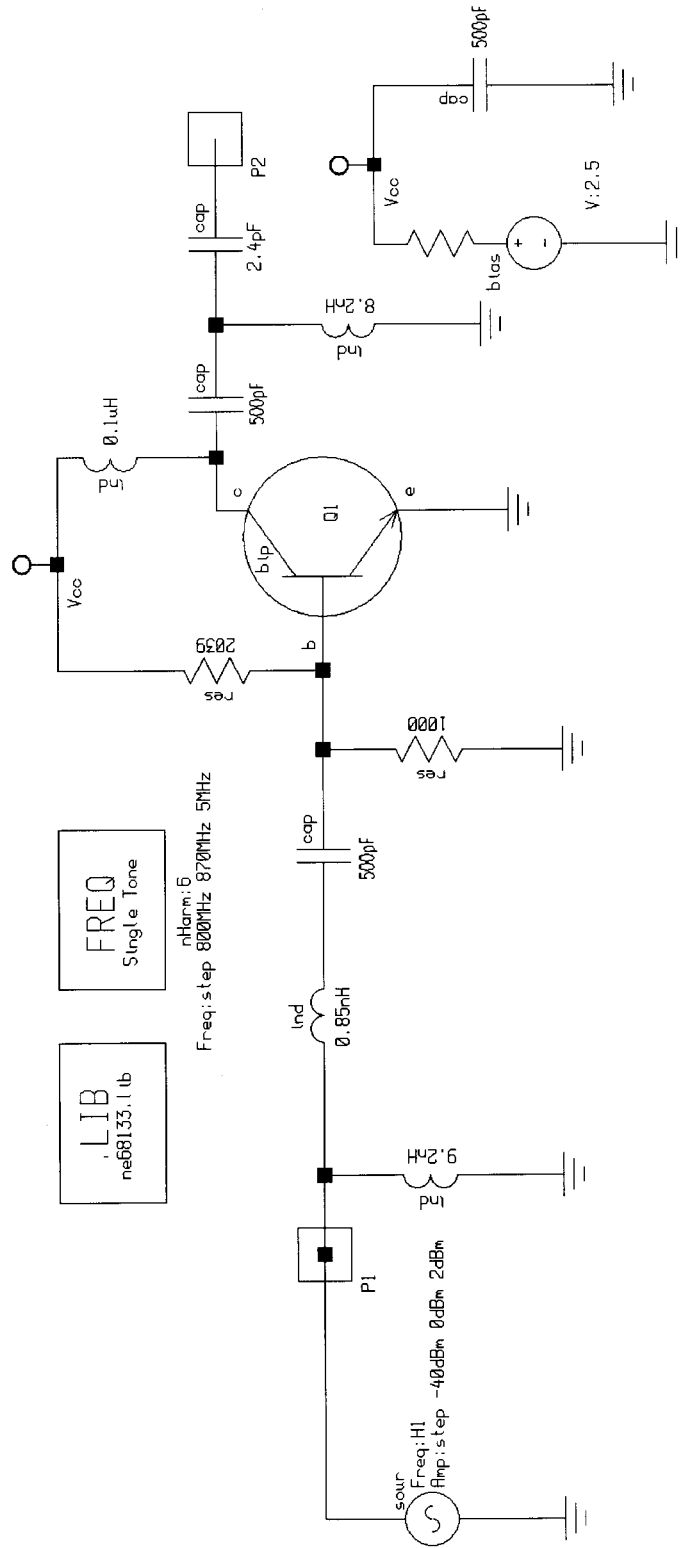 .LIB
ne68133.lib
FREQ
Single Tone
nHarm:6
Freq:step 800MHz 870MHz 5MHz
sour
Freq:H1
Amp:step -40dBm 0dBm 2dBm
P1
ind
9.2nH
ind
0.85nH
cap
500pF
res
1000
res
2039
b
Vcc
ind
0.1uH
bip
c
Q1
e
cap
500pF
ind
8.2nH
cap
2.4pF
P2
Vcc
bias
+
-
V:2.5
cap
500pF